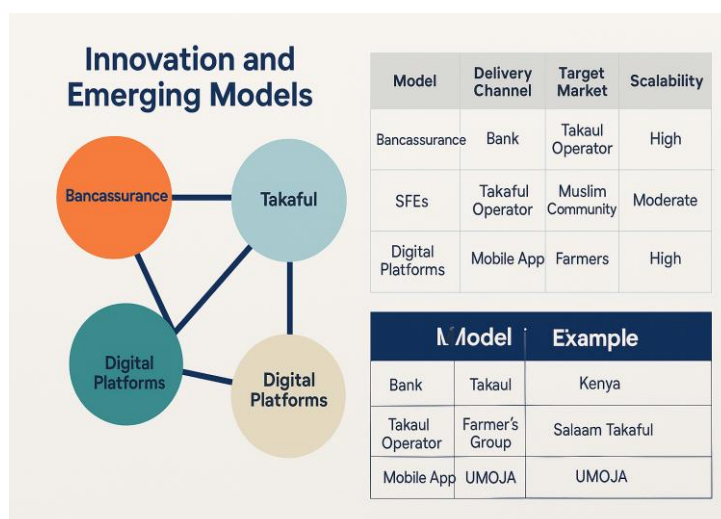 Innovation and
Emerging Models
Bancassurance
Takaful
Digital
Platforms
Digital
Platforms
Model Delivery Channel Target Market Scalability
Bancassurance Bank Takaul Operator High
SFEs Takaful Operator Muslim Community Moderate
Digital Platforms Mobile App Farmers High
Model Example
Bank Takaul Kenya
Takaul Operator Farmer's Group Salaam Takaful
Mobile App UMOJA UMOJA